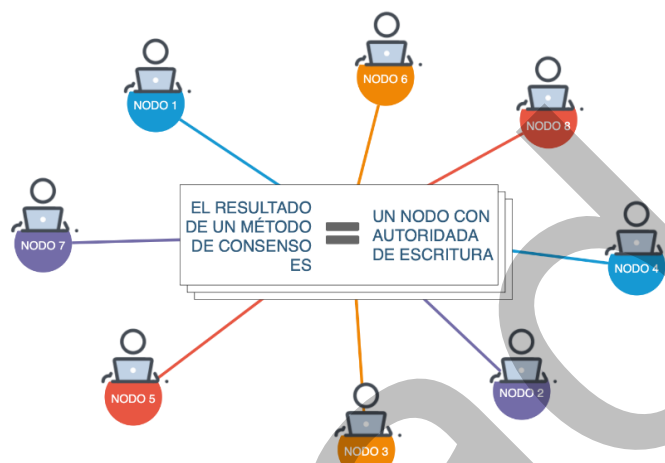 NODO 6
NODO 1
NODO 8
EL RESULTADO
DE UN MÉTODO
DE CONSENSO
ES
=
UN NODO CON
AUTORIDADA
DE ESCRITURA
NODO 7
NODO 4
NODO 5
NODO 2
NODO 3